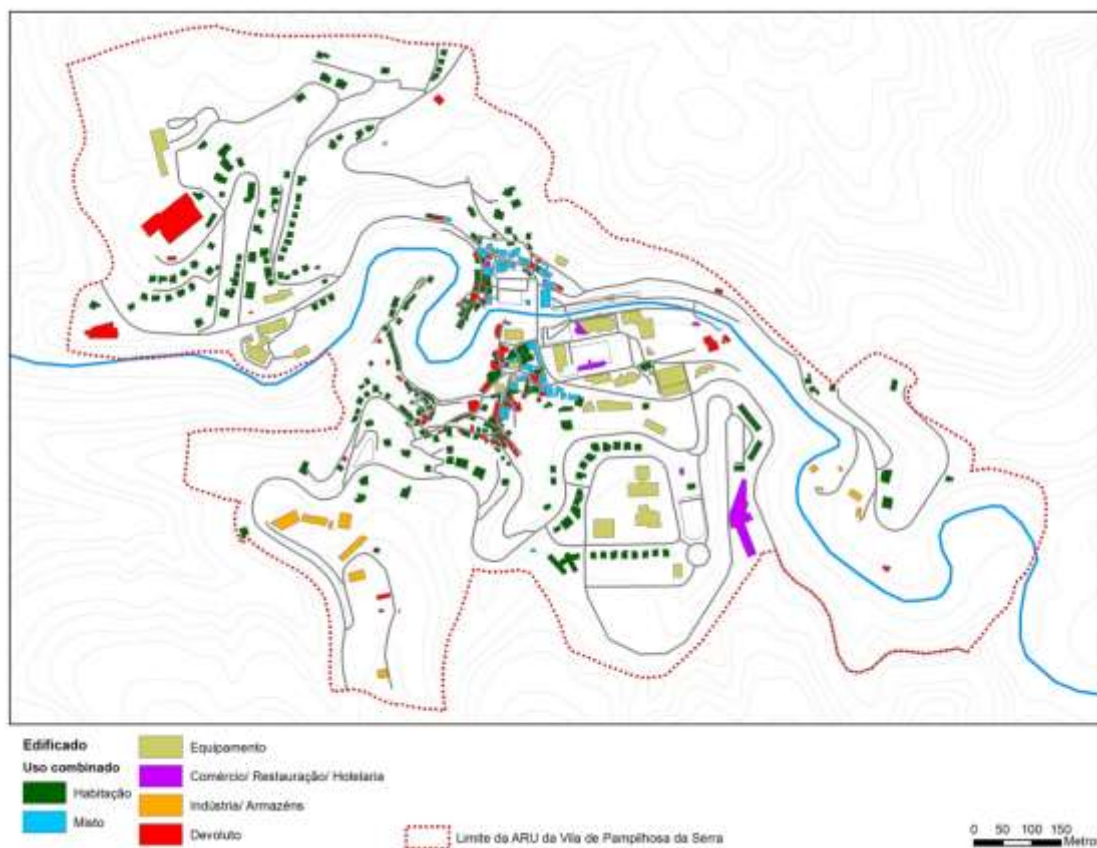 Edificado
Uso combinado
Habitação
Misto
Equipamento
Comércio/ Restauração/ Hotelaria
Indústria/ Armazéns
Devoluto
Limite da ARU da Vila de Pampilhosa da Serra
0 50 100 150
Metros